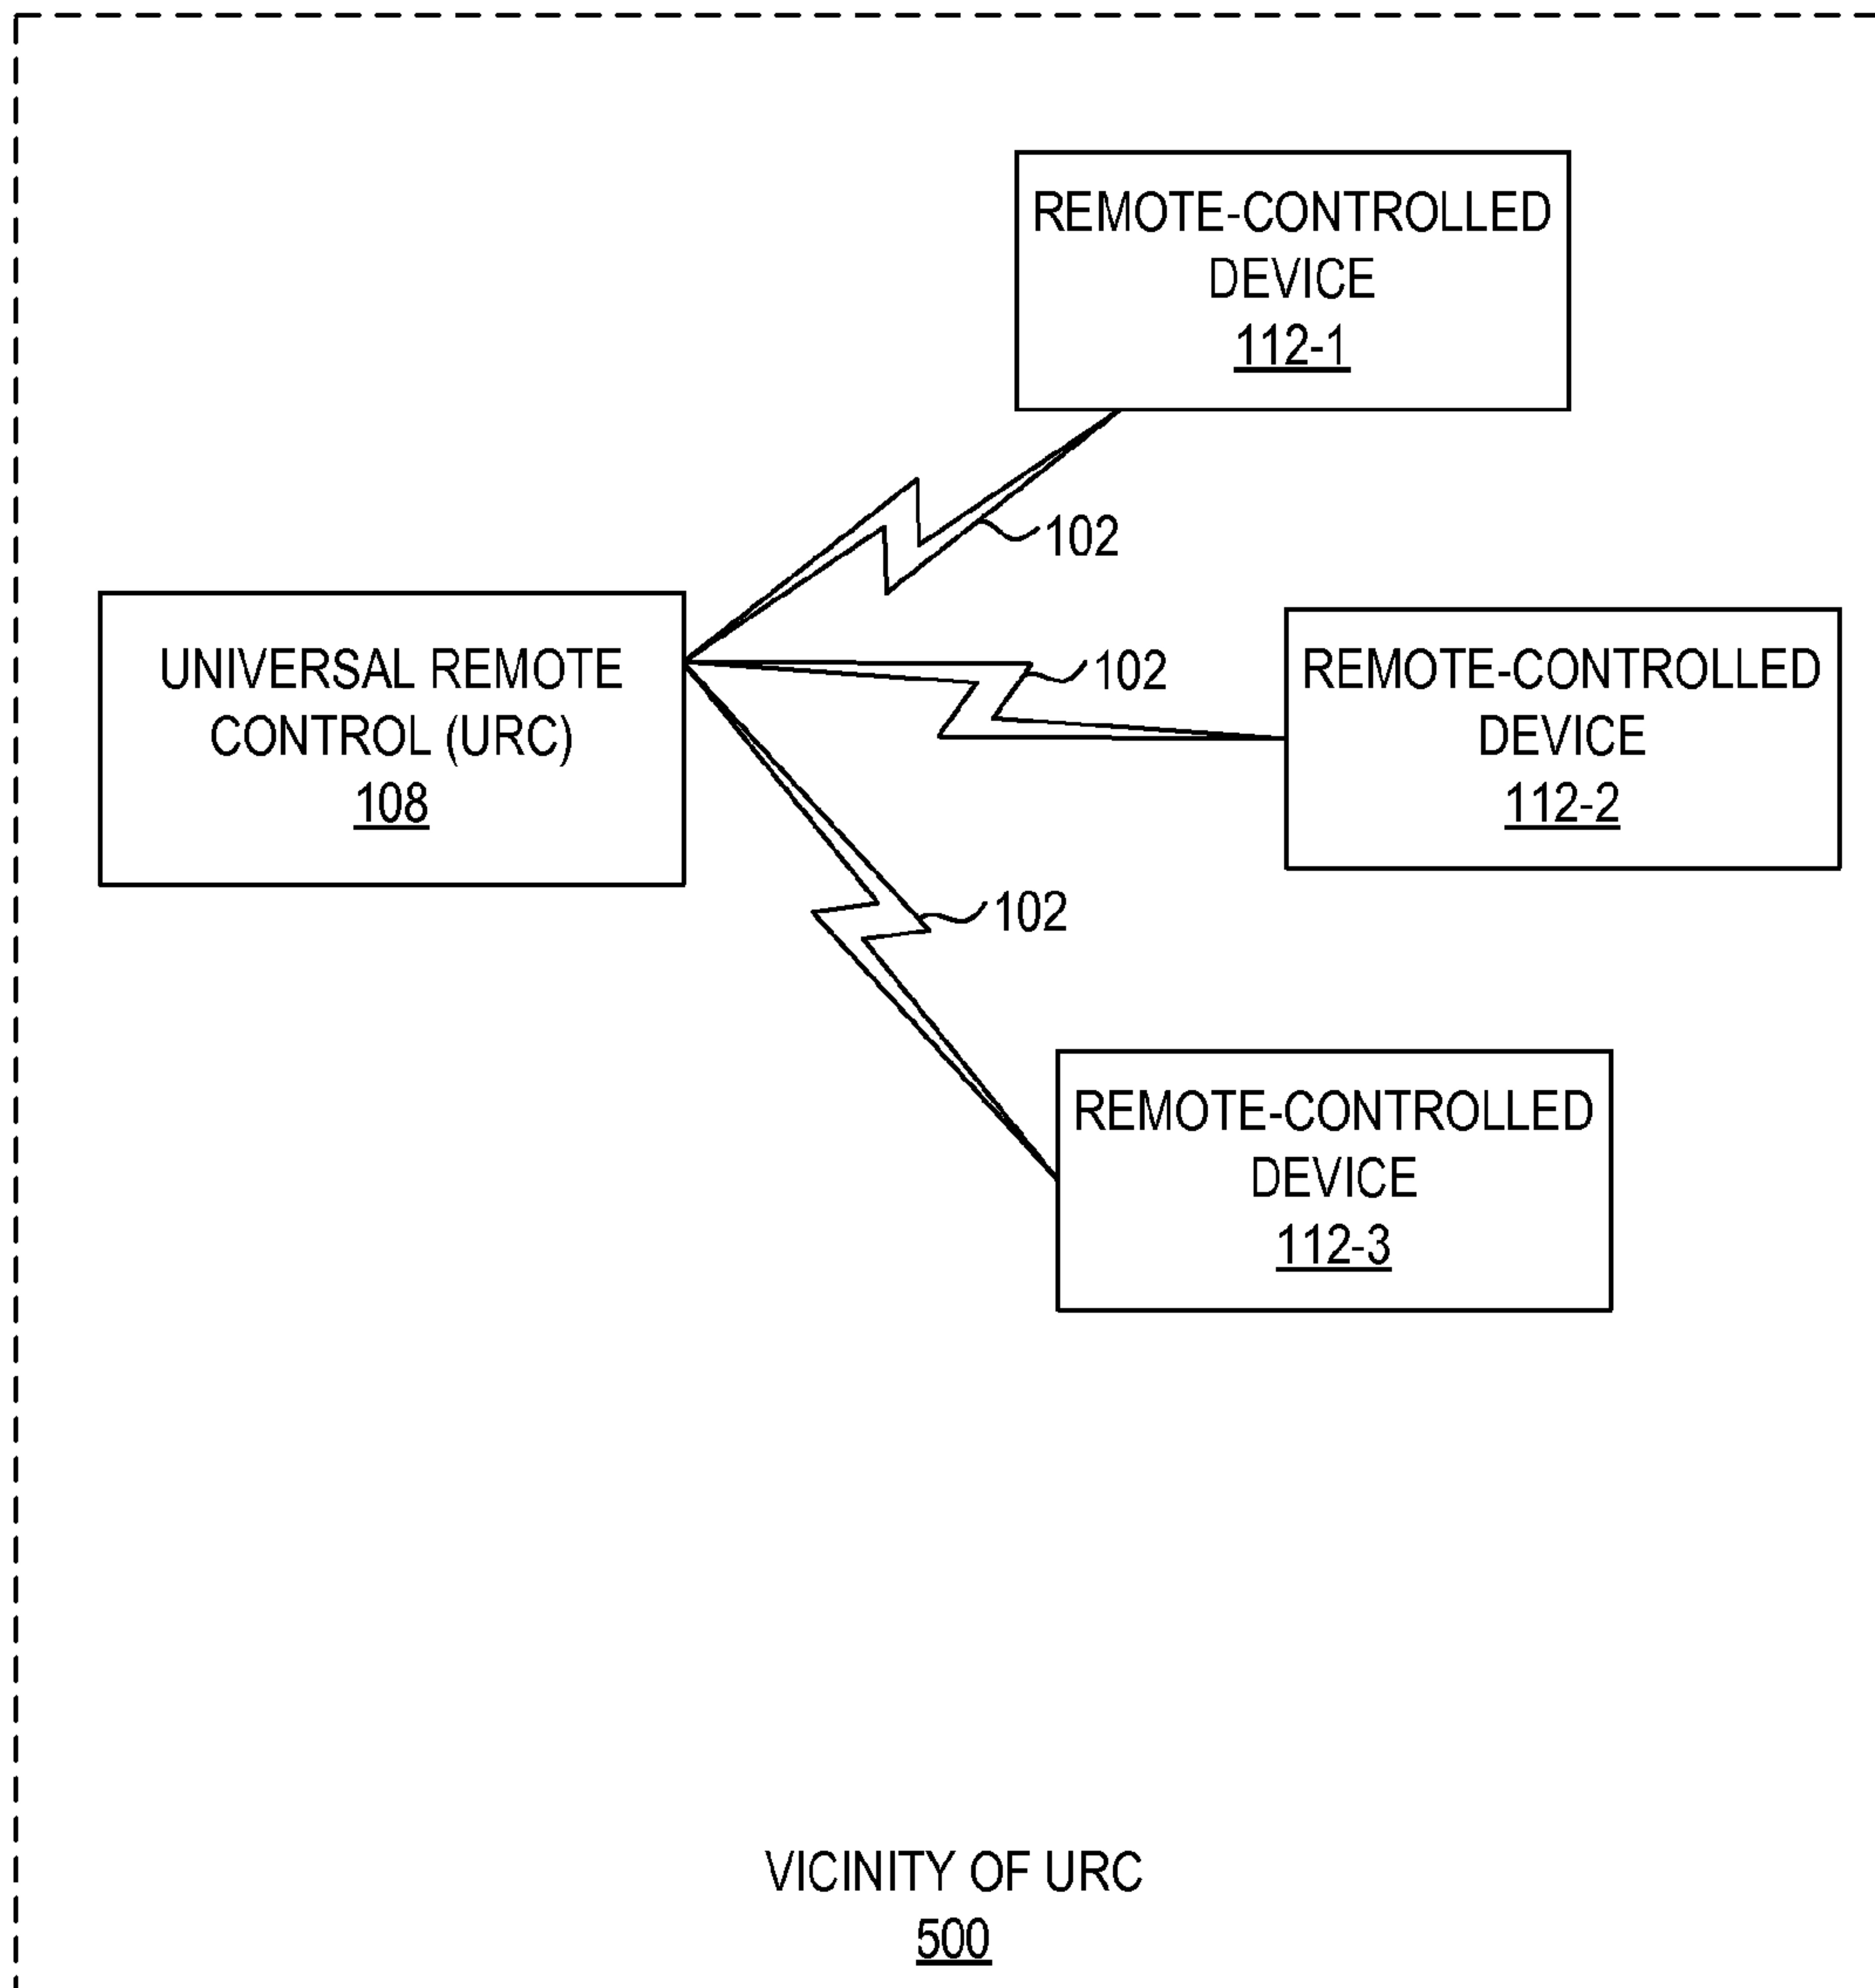 REMOTE-CONTROLLED
DEVICE
112-1
102
UNIVERSAL REMOTE
CONTROL (URC)
108
102
REMOTE-CONTROLLED
DEVICE
112-2
102
REMOTE-CONTROLLED
DEVICE
112-3
VICINITY OF URC
500